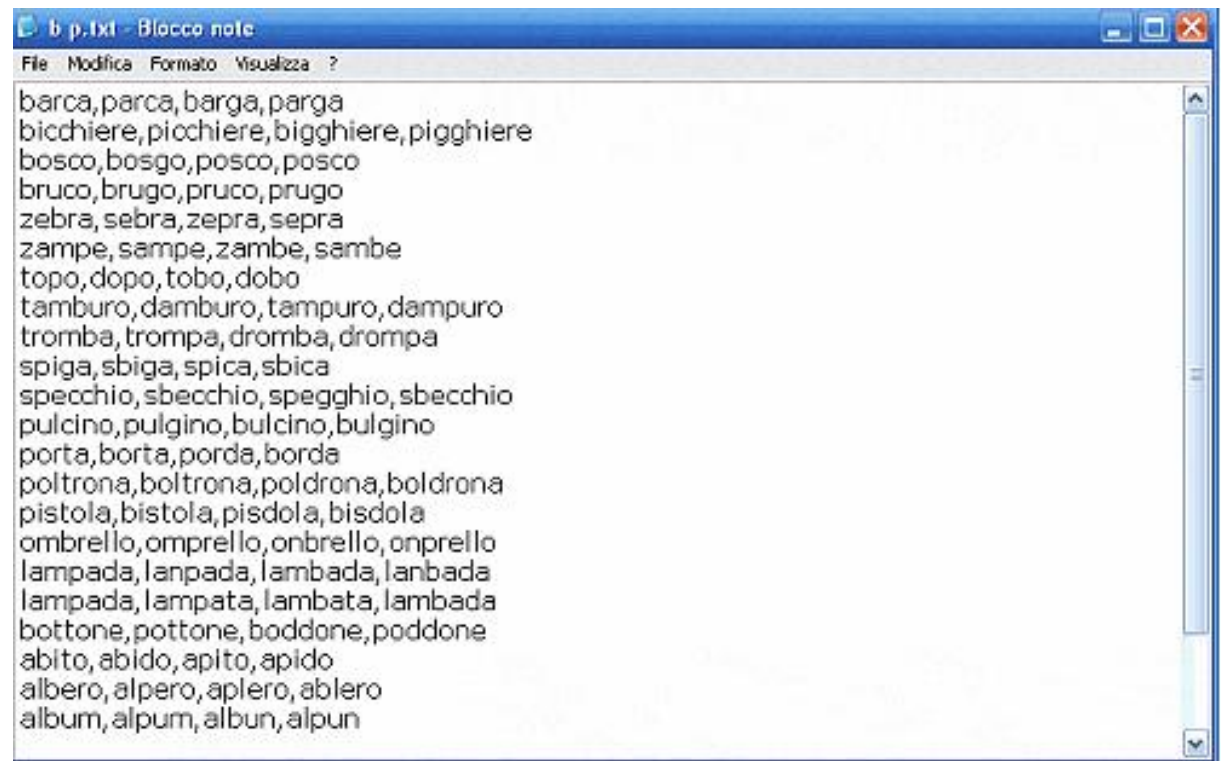 b p.txt - Blocco note
File Modifica Formato Visualizza ?
barca,parca,barga,parga
bicchiere,picchiere,bigghiere,pigghiere
bosco,bosgo,posco,posco
bruco,brugo,pruco,prugo
zebra,sebra,zepra,sepra
zampe,sampe,zambe,sambe
topo,dopo,tobo,dobo
tamburo,damburo,tampuro,dampuro
tromba,trompa,dromba,drompa
spiga,sbiga,spica,sbica
specchio,sbecchio,spegghio,sbecchio
pulcino,pulgino,bulcino,bulgino
porta,borta,porda,borda
poltrona,boltrona,poldrona,boldrona
pistola,bistola,pisdola,bisdola
ombrello,omprello,onbrello,onprello
lampada,lanpada,lambada,lanbada
lampada,lampata,lambata,lambada
bottone,pottone,boddone,poddone
abito,abido,apito,apido
albero,alpero,aplero,ablero
album,alpum,albun,alpun